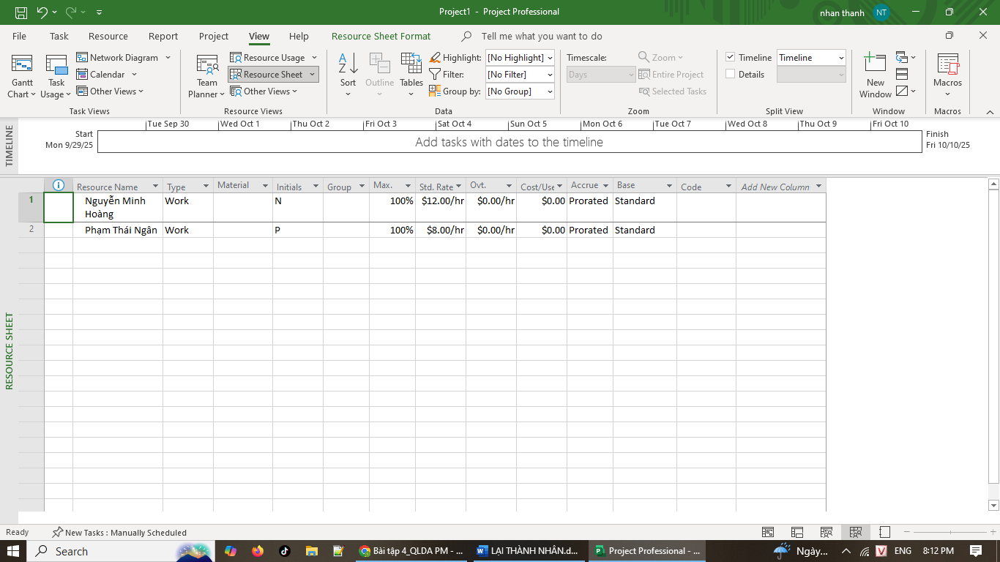 Project1 - Project Professional
nhan thanh NT
File Task Resource Report Project View Help Resource Sheet Format Tell me what you want to do
Gantt Chart
Task Usage
Network Diagram
Calendar
Other Views
Task Views
Team Planner
Resource Usage
Resource Sheet
Other Views
Resource Views
Sort
Outline
Tables
Highlight: [No Highlight]
Filter: [No Filter]
Group by: [No Group]
Data
Timescale:
Days
Zoom
Entire Project
Selected Tasks
Zoom
Timeline Timeline
Details
Split View
New Window
Window
Macros
Macros
TIMELINE
Tue Sep 30 Wed Oct 1 Thu Oct 2 Fri Oct 3 Sat Oct 4 Sun Oct 5 Mon Oct 6 Tue Oct 7 Wed Oct 8 Thu Oct 9 Fri Oct 10
Start
Mon 9/29/25
Add tasks with dates to the timeline
Finish
Fri 10/10/25
Resource Name Type Material Initials Group Max. Std. Rate Ovt. Cost/Use Accrue Base Code Add New Column
1 Nguyễn Minh Hoàng Work N 100% $12.00/hr $0.00/hr $0.00 Prorated Standard
2 Phạm Thái Ngân Work P 100% $8.00/hr $0.00/hr $0.00 Prorated Standard
RESOURCE SHEET
Ready New Tasks : Manually Scheduled
Search
Bài tập 4_QLDA PM - ...
LẠI THÀNH NHÂN.d...
Project Professional - ...
Ngày...
V
ENG
8:12 PM